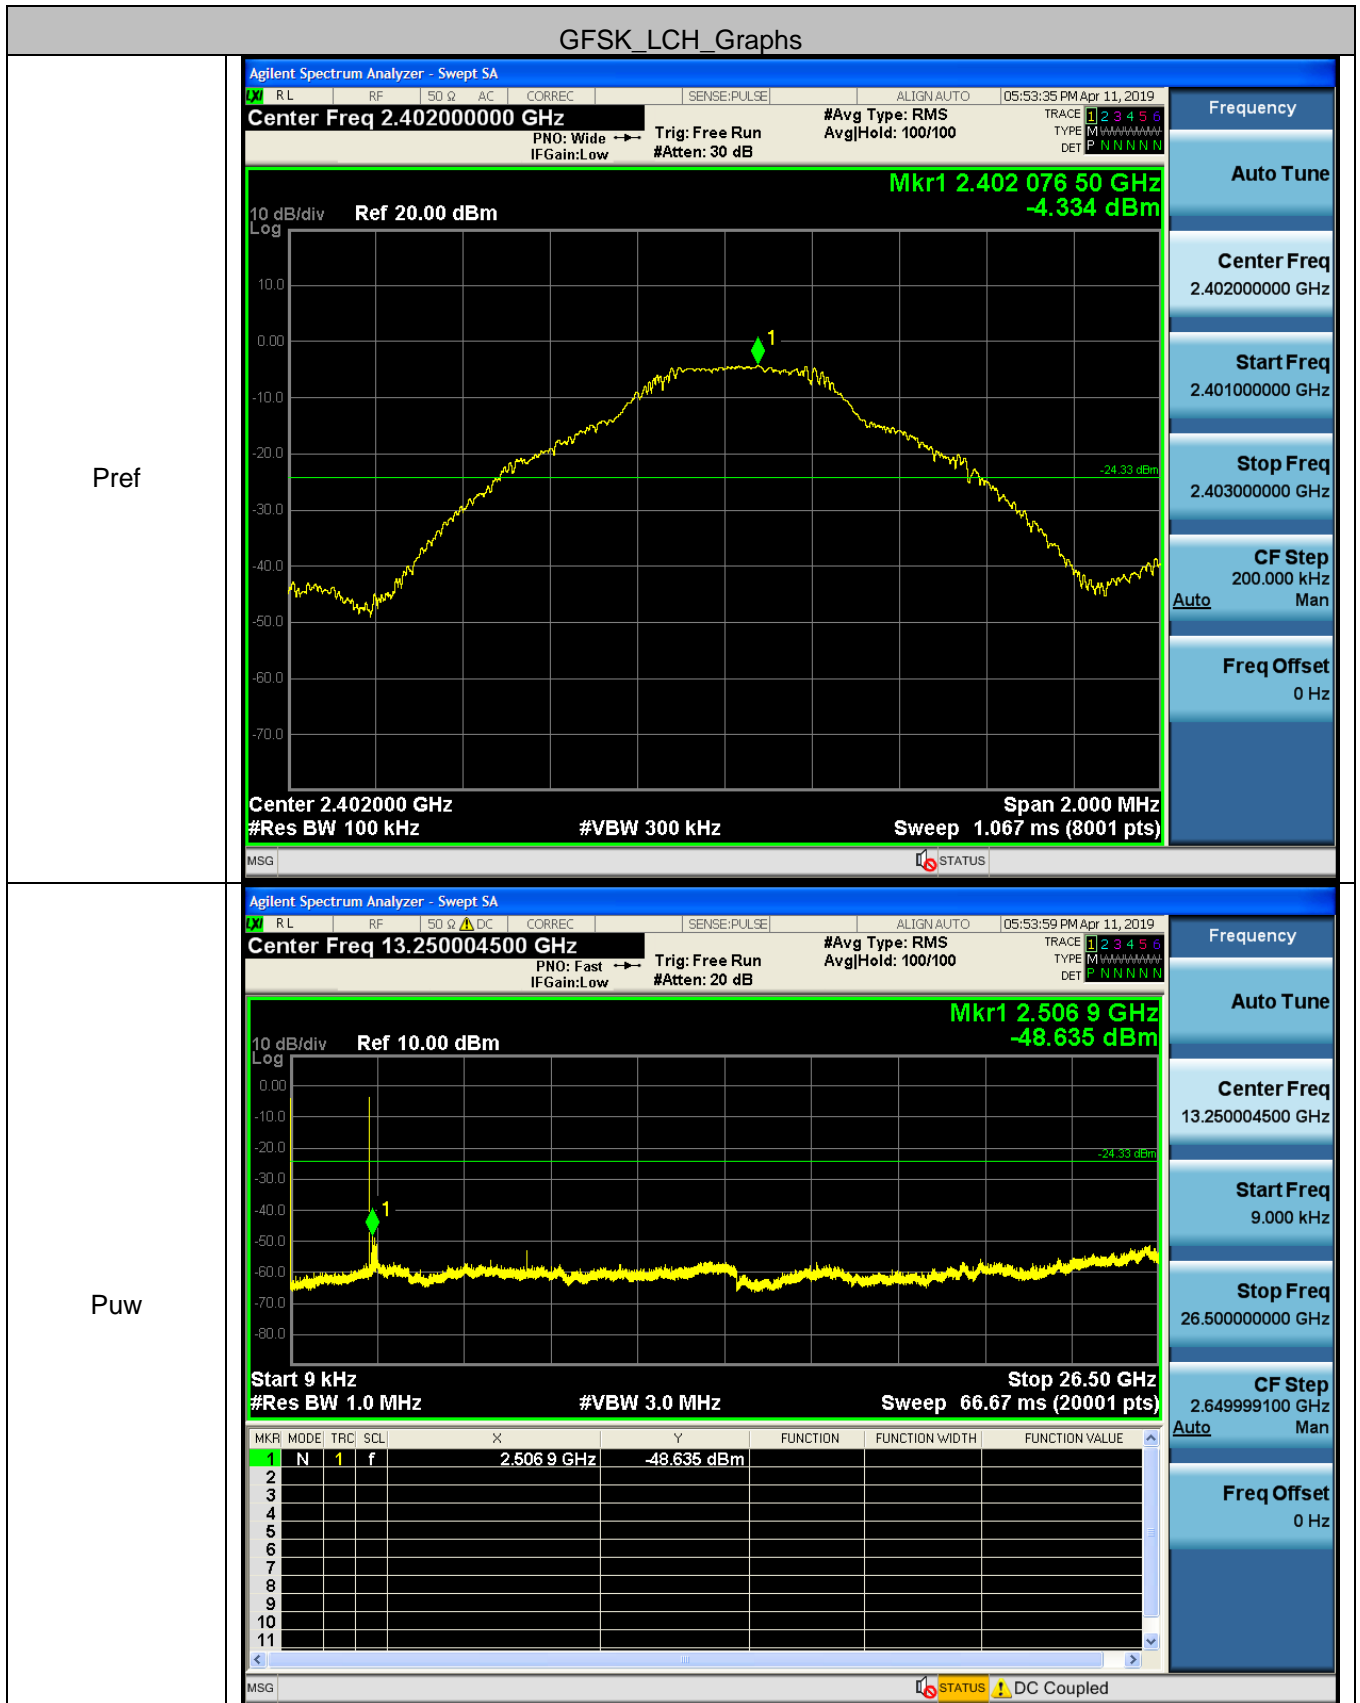 GFSK_LCH_Graphs
Pref
Agilent Spectrum Analyzer - Swept SA
LXI RL RF 50 Ω AC CORREC SENSE:PULSE ALIGN AUTO 05:53:35 PM Apr 11, 2019
Center Freq 2.402000000 GHz
PNO: Wide
IFGain:Low
Trig: Free Run
#Atten: 30 dB
#Avg Type: RMS
Avg|Hold: 100/100
TRACE 1 2 3 4 5 6
TYPE M WWWWW
DET P N N N N N
Mkr1 2.402 076 50 GHz
-4.334 dBm
10 dB/div Ref 20.00 dBm
Log
10.0
0.00
1
-10.0
-20.0
-24.33 dBm
-30.0
-40.0
-50.0
-60.0
-70.0
Center 2.402000 GHz Span 2.000 MHz
#Res BW 100 kHz #VBW 300 kHz Sweep 1.067 ms (8001 pts)
MSG STATUS
Frequency
Auto Tune
Center Freq
2.402000000 GHz
Start Freq
2.401000000 GHz
Stop Freq
2.403000000 GHz
CF Step
200.000 kHz
Auto Man
Freq Offset
0 Hz
Puw
Agilent Spectrum Analyzer - Swept SA
LXI RL RF 50 Ω DC CORREC SENSE:PULSE ALIGN AUTO 05:53:59 PM Apr 11, 2019
Center Freq 13.250004500 GHz
PNO: Fast
IFGain:Low
Trig: Free Run
#Atten: 20 dB
#Avg Type: RMS
Avg|Hold: 100/100
TRACE 1 2 3 4 5 6
TYPE M WWWWW
DET P N N N N N
Mkr1 2.506 9 GHz
-48.635 dBm
10 dB/div Ref 10.00 dBm
Log
0.00
-10.0
-20.0
-24.33 dBm
-30.0
-40.0
1
-50.0
-60.0
-70.0
-80.0
Start 9 kHz Stop 26.50 GHz
#Res BW 1.0 MHz #VBW 3.0 MHz Sweep 66.67 ms (20001 pts)
MKR MODE TRC SCL X Y FUNCTION FUNCTION WIDTH FUNCTION VALUE
1 N 1 f 2.506 9 GHz -48.635 dBm
2
3
4
5
6
7
8
9
10
11
MSG STATUS DC Coupled
Frequency
Auto Tune
Center Freq
13.250004500 GHz
Start Freq
9.000 kHz
Stop Freq
26.500000000 GHz
CF Step
2.649999100 GHz
Auto Man
Freq Offset
0 Hz